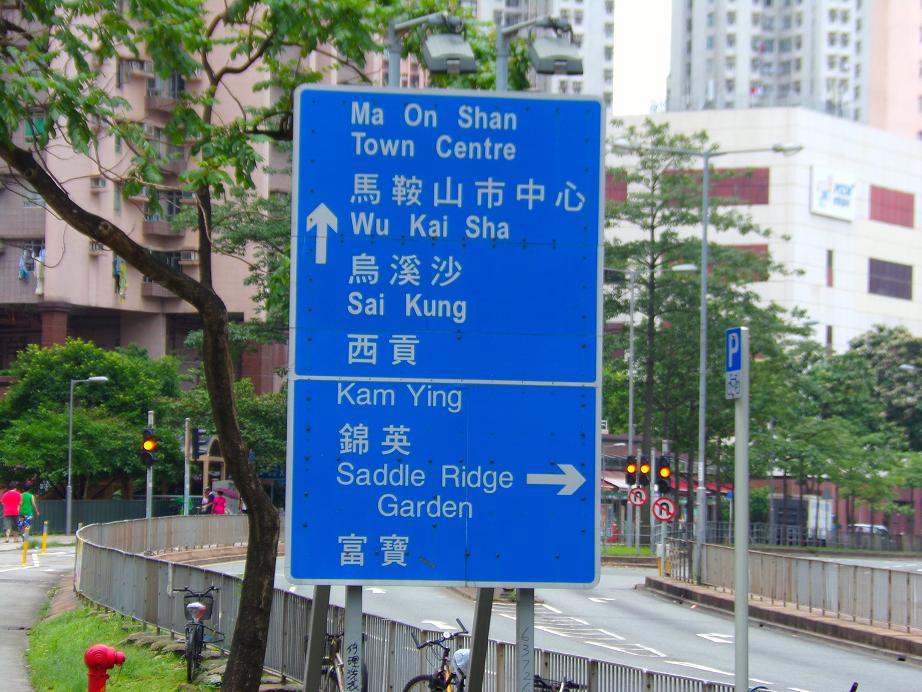 Ma On Shan
Town Centre
馬鞍山市中心
Wu Kai Sha
烏溪沙
Sai Kung
西貢
Kam Ying
錦英
Saddle Ridge
Garden
富寶
P